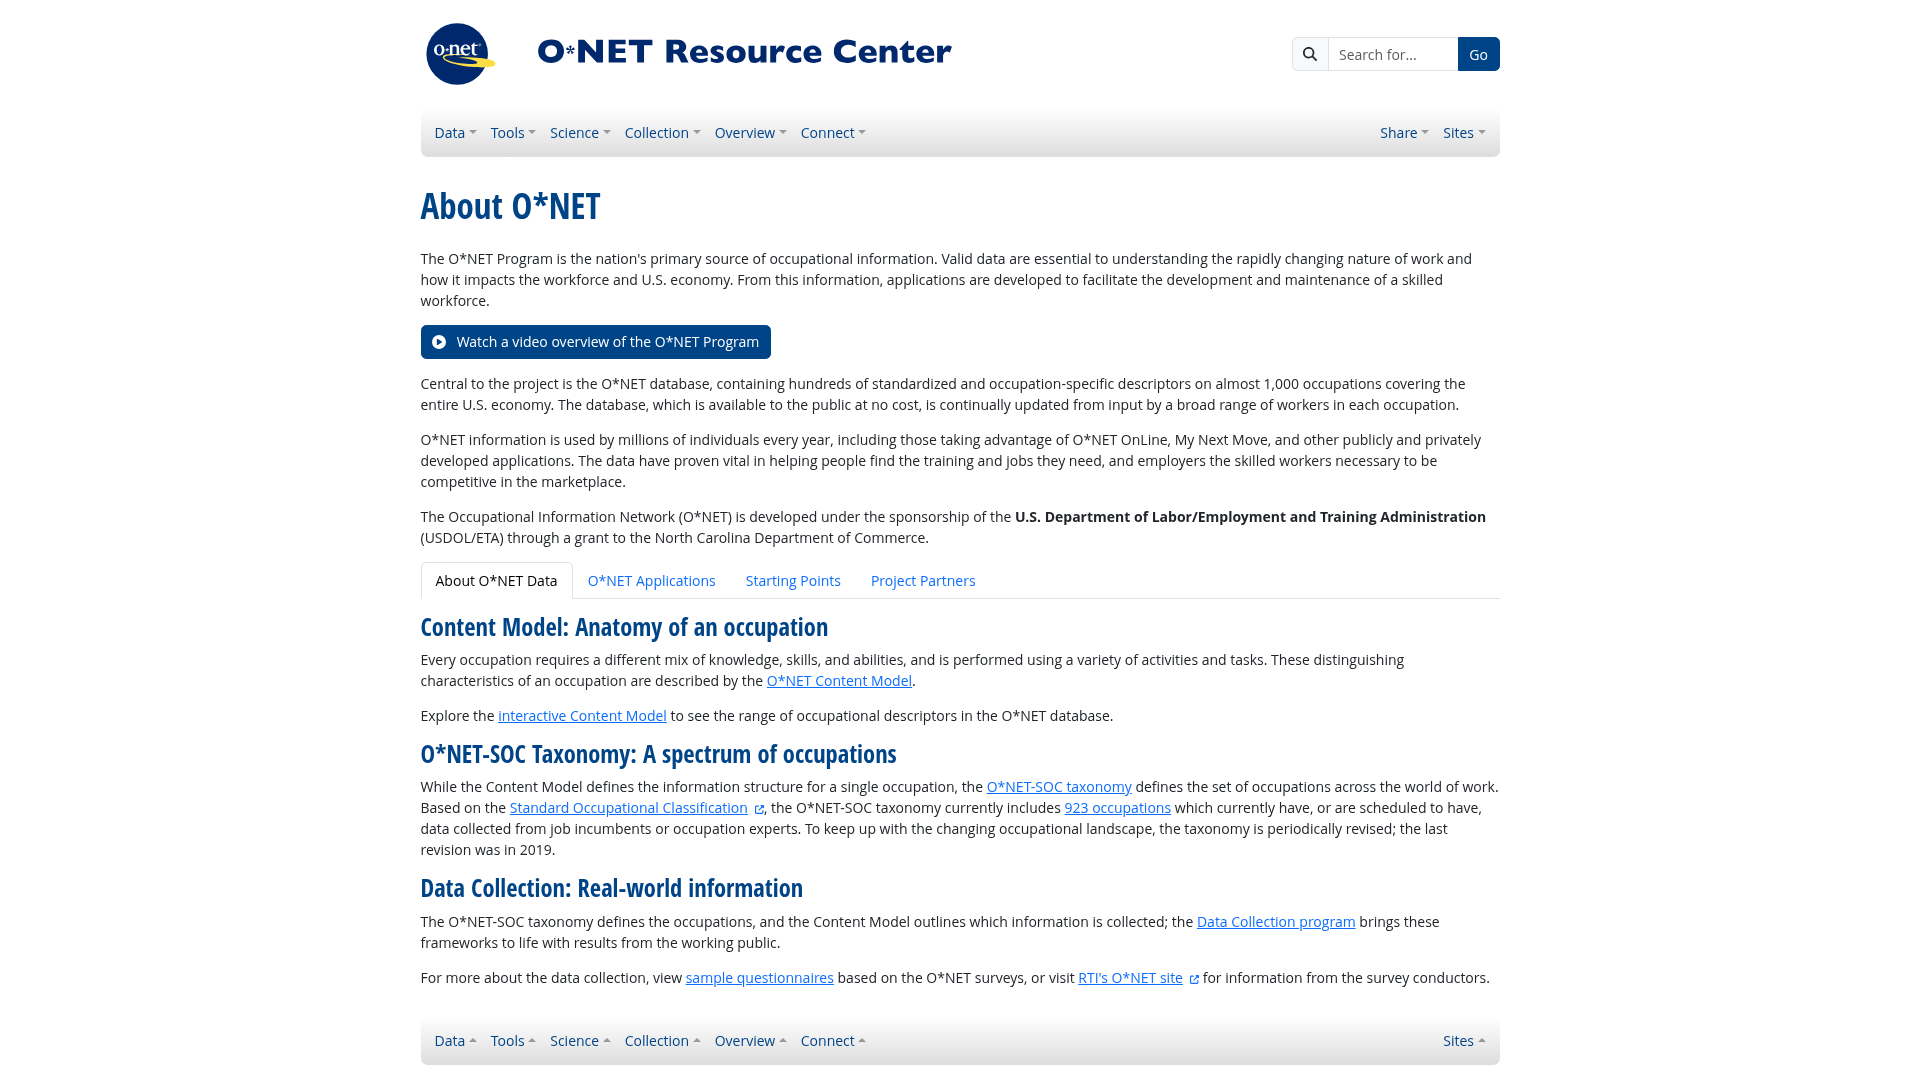 o·net®
O*NET Resource Center
Search for...
Go
Data Tools Science Collection Overview Connect Share Sites
About O*NET
The O*NET Program is the nation's primary source of occupational information. Valid data are essential to understanding the rapidly changing nature of work and
how it impacts the workforce and U.S. economy. From this information, applications are developed to facilitate the development and maintenance of a skilled
workforce.
Watch a video overview of the O*NET Program
Central to the project is the O*NET database, containing hundreds of standardized and occupation-specific descriptors on almost 1,000 occupations covering the
entire U.S. economy. The database, which is available to the public at no cost, is continually updated from input by a broad range of workers in each occupation.
O*NET information is used by millions of individuals every year, including those taking advantage of O*NET OnLine, My Next Move, and other publicly and privately
developed applications. The data have proven vital in helping people find the training and jobs they need, and employers the skilled workers necessary to be
competitive in the marketplace.
The Occupational Information Network (O*NET) is developed under the sponsorship of the U.S. Department of Labor/Employment and Training Administration
(USDOL/ETA) through a grant to the North Carolina Department of Commerce.
About O*NET Data O*NET Applications Starting Points Project Partners
Content Model: Anatomy of an occupation
Every occupation requires a different mix of knowledge, skills, and abilities, and is performed using a variety of activities and tasks. These distinguishing
characteristics of an occupation are described by the O*NET Content Model.
Explore the interactive Content Model to see the range of occupational descriptors in the O*NET database.
O*NET-SOC Taxonomy: A spectrum of occupations
While the Content Model defines the information structure for a single occupation, the O*NET-SOC taxonomy defines the set of occupations across the world of work.
Based on the Standard Occupational Classification , the O*NET-SOC taxonomy currently includes 923 occupations which currently have, or are scheduled to have,
data collected from job incumbents or occupation experts. To keep up with the changing occupational landscape, the taxonomy is periodically revised; the last
revision was in 2019.
Data Collection: Real-world information
The O*NET-SOC taxonomy defines the occupations, and the Content Model outlines which information is collected; the Data Collection program brings these
frameworks to life with results from the working public.
For more about the data collection, view sample questionnaires based on the O*NET surveys, or visit RTI's O*NET site for information from the survey conductors.
Data Tools Science Collection Overview Connect Sites